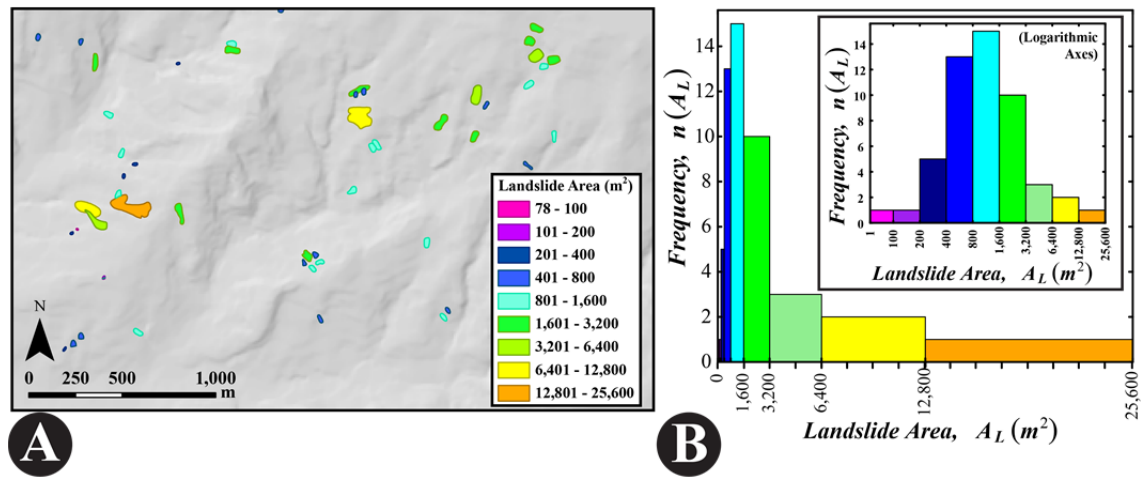 Landslide Area (m²)
78 - 100
101 - 200
201 - 400
401 - 800
801 - 1,600
1,601 - 3,200
3,201 - 6,400
6,401 - 12,800
12,801 - 25,600
N
0 250 500 1,000
m
A
Frequency, n (A_L)
14
12
10
8
6
4
2
0
0 1,600 3,200 6,400 12,800 25,600
Landslide Area, A_L (m²)
(Logarithmic
Axes)
Frequency, n (A_L)
14
12
10
8
6
4
2
0
1 100 200 400 800 1,600 3,200 6,400 12,800 25,600
Landslide Area, A_L (m²)
B